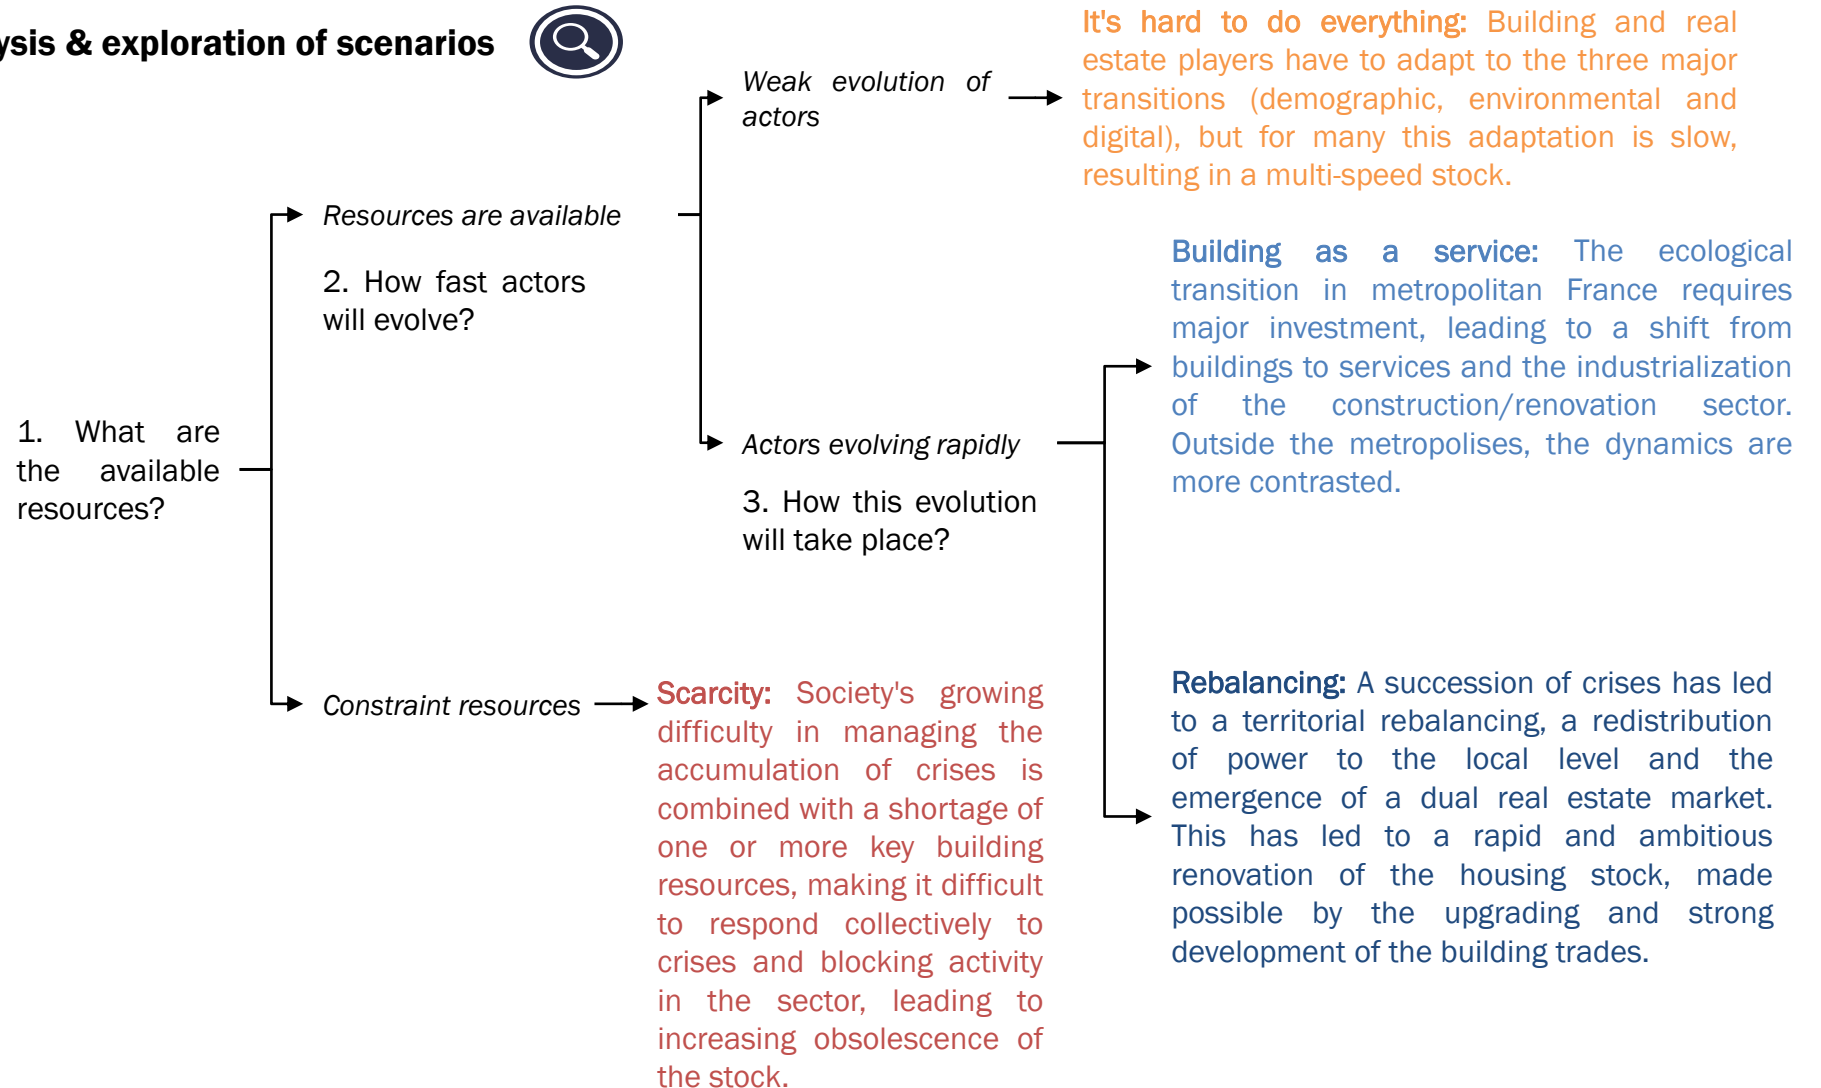 ysis & exploration of scenarios
It's hard to do everything: Building and real
estate players have to adapt to the three major
transitions (demographic, environmental and
digital), but for many this adaptation is slow,
resulting in a multi-speed stock.
Weak evolution of
actors
Resources are available
2. How fast actors
will evolve?
Building as a service: The ecological
transition in metropolitan France requires
major investment, leading to a shift from
buildings to services and the industrialization
of the construction/renovation sector.
Outside the metropolises, the dynamics are
more contrasted.
1. What are
the available
resources?
Actors evolving rapidly
3. How this evolution
will take place?
Constraint resources
Scarcity: Society's growing
difficulty in managing the
accumulation of crises is
combined with a shortage of
one or more key building
resources, making it difficult
to respond collectively to
crises and blocking activity
in the sector, leading to
increasing obsolescence of
the stock.
Rebalancing: A succession of crises has led
to a territorial rebalancing, a redistribution
of power to the local level and the
emergence of a dual real estate market.
This has led to a rapid and ambitious
renovation of the housing stock, made
possible by the upgrading and strong
development of the building trades.